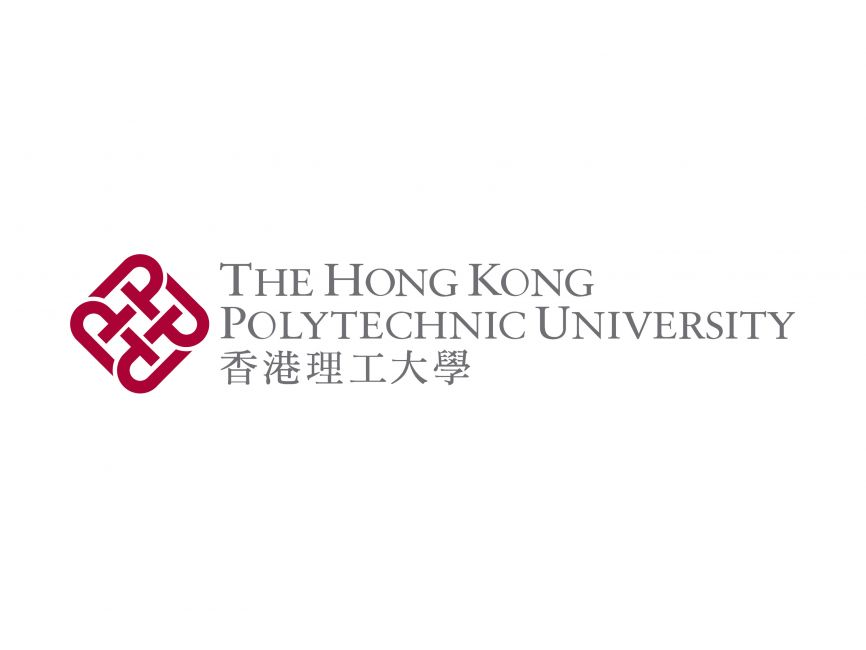 The Hong Kong
Polytechnic University
香港理工大學